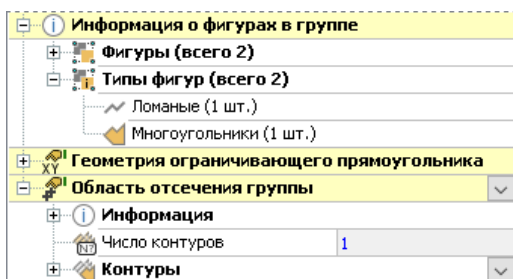 Информация о фигурах в группе
Фигуры (всего 2)
Типы фигур (всего 2)
Ломаные (1 шт.)
Многоугольники (1 шт.)
XY Геометрия ограничивающего прямоугольника
Область отсечения группы
Информация
N? Число контуров 1
Контуры